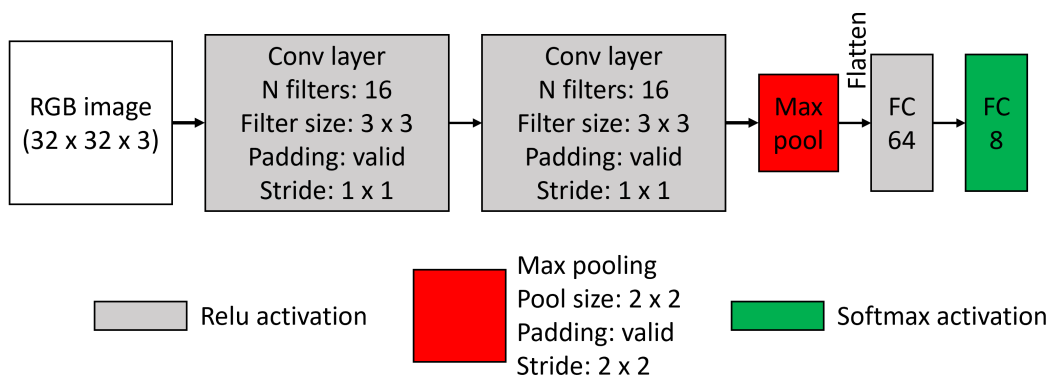 RGB image
(32 x 32 x 3)
Conv layer
N filters: 16
Filter size: 3 x 3
Padding: valid
Stride: 1 x 1
Conv layer
N filters: 16
Filter size: 3 x 3
Padding: valid
Stride: 1 x 1
Max
pool
Flatten
FC
64
FC
8
Relu activation
Max pooling
Pool size: 2 x 2
Padding: valid
Stride: 2 x 2
Softmax activation